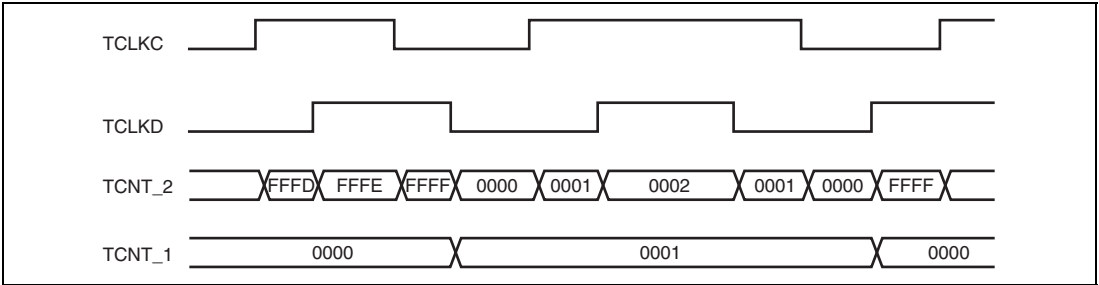 TCLKC
TCLKD
TCNT_2 FFFD FFFE FFFF 0000 0001 0002 0001 0000 FFFF
TCNT_1 0000 0001 0000